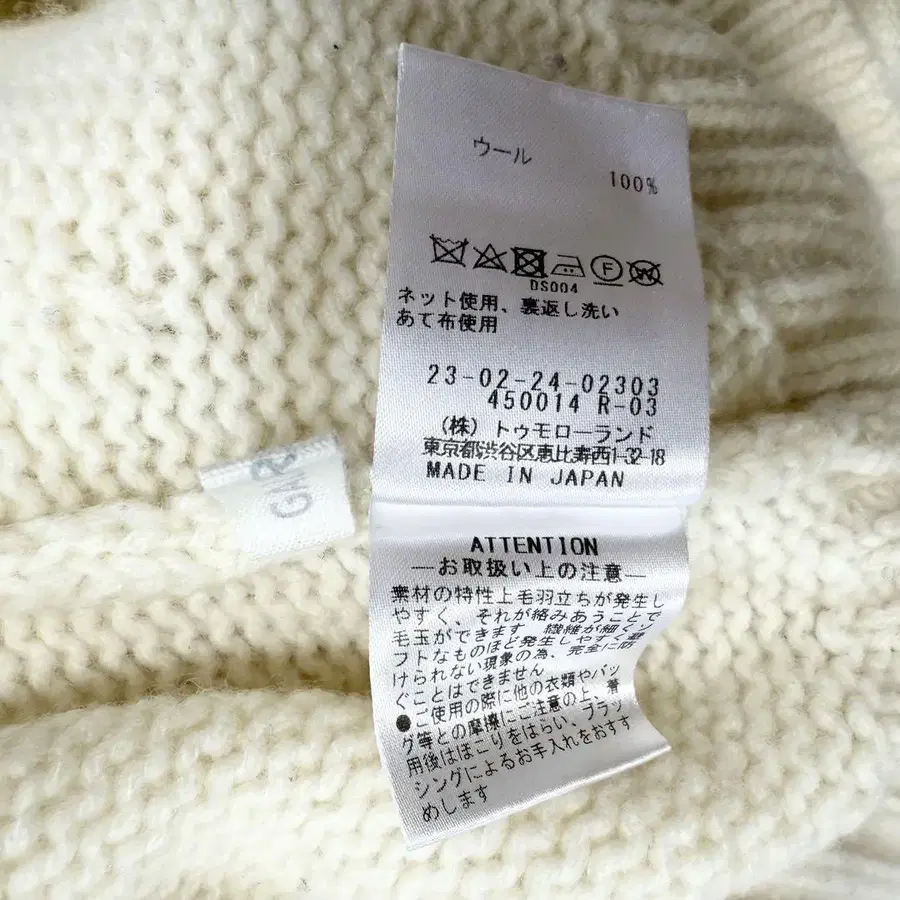 ウール
100%
F W
DS004
ネット使用、裏返し洗い
あて布使用
23-02-24-02303
450014 R-03
(株) トゥモローランド
東京都渋谷区恵比寿西1-32-18
MADE IN JAPAN
GAR
ATTENTION
―お取扱い上の注意―
素材の特性上毛羽立ちが発生し
やすく、それが絡みあうことで
毛玉ができます 繊維が細くソ
フトなものほど発生しやすく避
けられない現象の為、完全に防
ぐことはできません
●ご使用の際に他の衣類やバッ
グ等との摩擦にご注意の上、着
用後はほこりをはらい、ブラッ
シングによるお手入れをおすす
めします